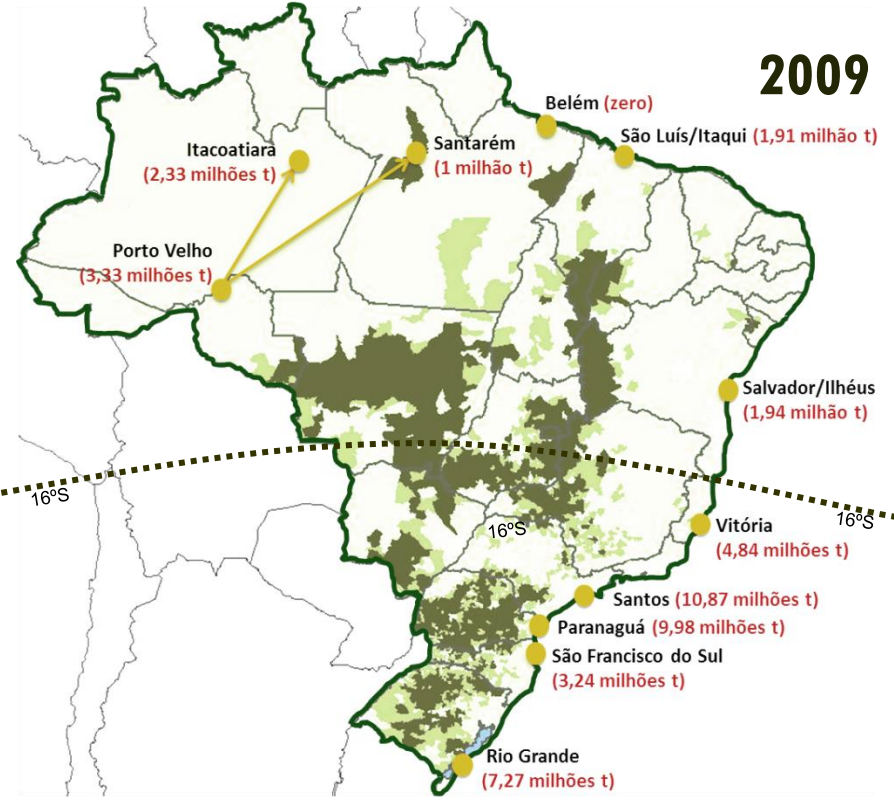 2009
Belém (zero)
São Luís/Itaqui (1,91 milhão t)
Itacoatiara
(2,33 milhões t)
Santarém
(1 milhão t)
Porto Velho
(3,33 milhões t)
Salvador/Ilhéus
(1,94 milhão t)
16ºS
16ºS
16ºS
Vitória
(4,84 milhões t)
Santos (10,87 milhões t)
Paranaguá (9,98 milhões t)
São Francisco do Sul
(3,24 milhões t)
Rio Grande
(7,27 milhões t)